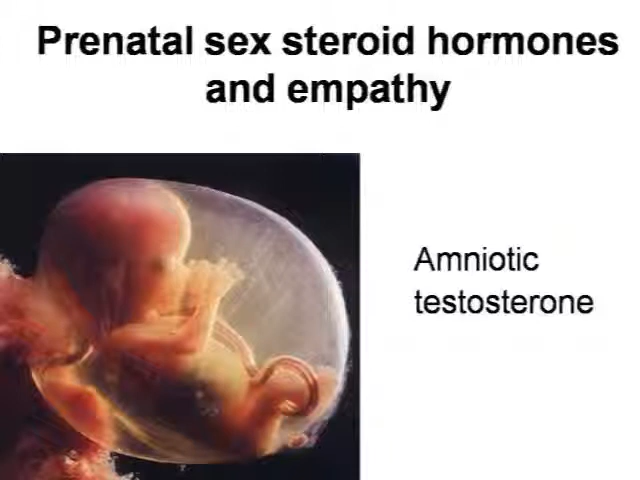 Prenatal sex steroid hormones
and empathy
Amniotic
testosterone